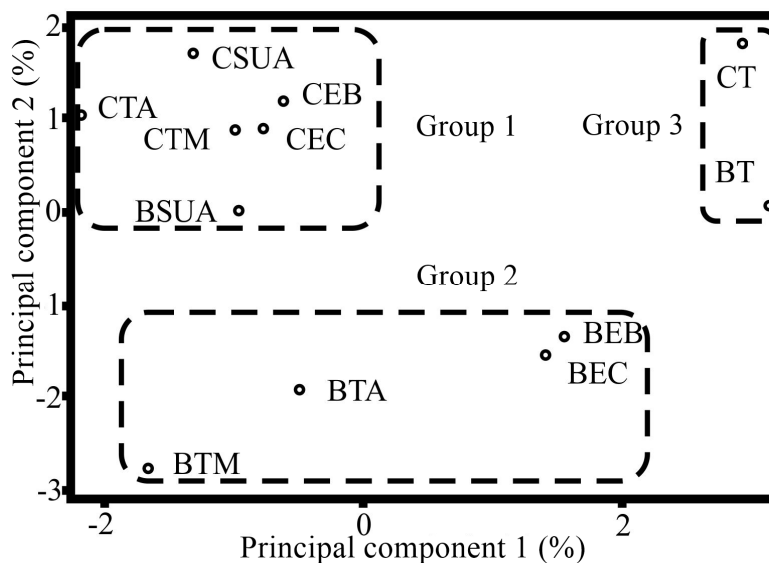 Principal component 2 (%)
2
1
0
1
-2
-3
CSUA
CT
CEB
CTA
Group 1
Group 3
CTM
CEC
BT
BSUA
Group 2
BEB
BEC
BTA
BTM
-2
0
2
Principal component 1 (%)